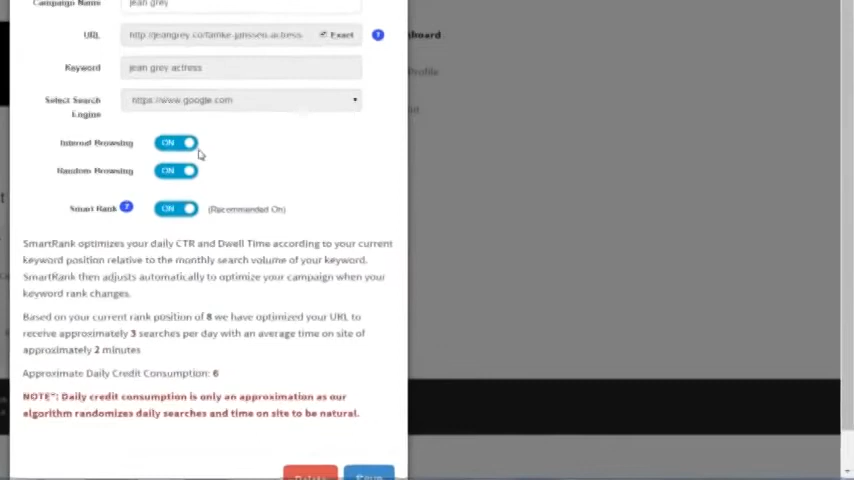 Campaign Name jean grey
URL http://jeangrey.co/famke-janssen-actress Exact ?
hboard
Keyword jean grey actress
Profile
Select Search Engine https://www.google.com
Internal Browsing ON
Random Browsing ON
Smart Rank ? ON (Recommended On)
SmartRank optimizes your daily CTR and Dwell Time according to your current
keyword position relative to the monthly search volume of your keyword.
SmartRank then adjusts automatically to optimize your campaign when your
keyword rank changes.
Based on your current rank position of 8 we have optimized your URL to
receive approximately 3 searches per day with an average time on site of
approximately 2 minutes
Approximate Daily Credit Consumption: 6
NOTE*: Daily credit consumption is only an approximation as our
algorithm randomizes daily searches and time on site to be natural.
Delete Save